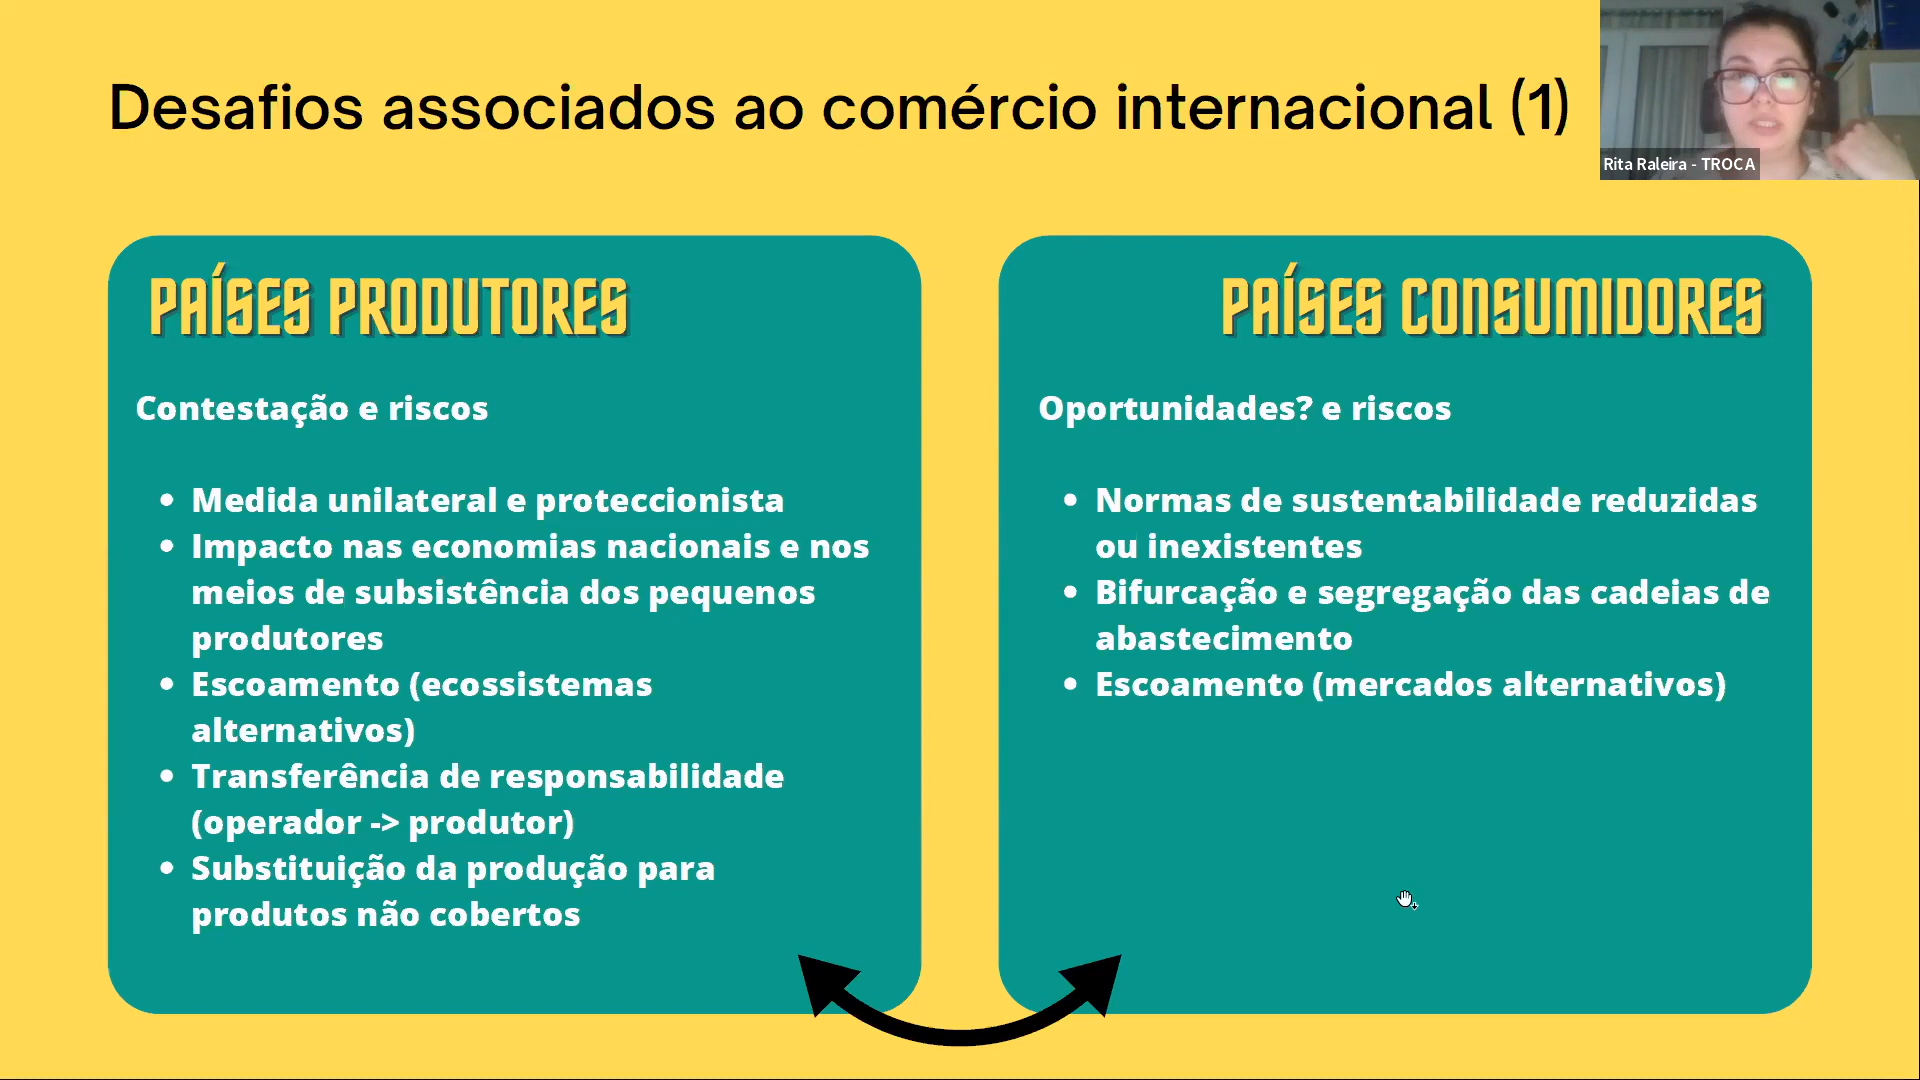 Desafios associados ao comércio internacional (1)
Rita Raleira - TROCA
PAÍSES PRODUTORES
Contestação e riscos
• Medida unilateral e proteccionista
• Impacto nas economias nacionais e nos
meios de subsistência dos pequenos
produtores
• Escoamento (ecossistemas
alternativos)
• Transferência de responsabilidade
(operador -> produtor)
• Substituição da produção para
produtos não cobertos
PAÍSES CONSUMIDORES
Oportunidades? e riscos
• Normas de sustentabilidade reduzidas
ou inexistentes
• Bifurcação e segregação das cadeias de
abastecimento
• Escoamento (mercados alternativos)